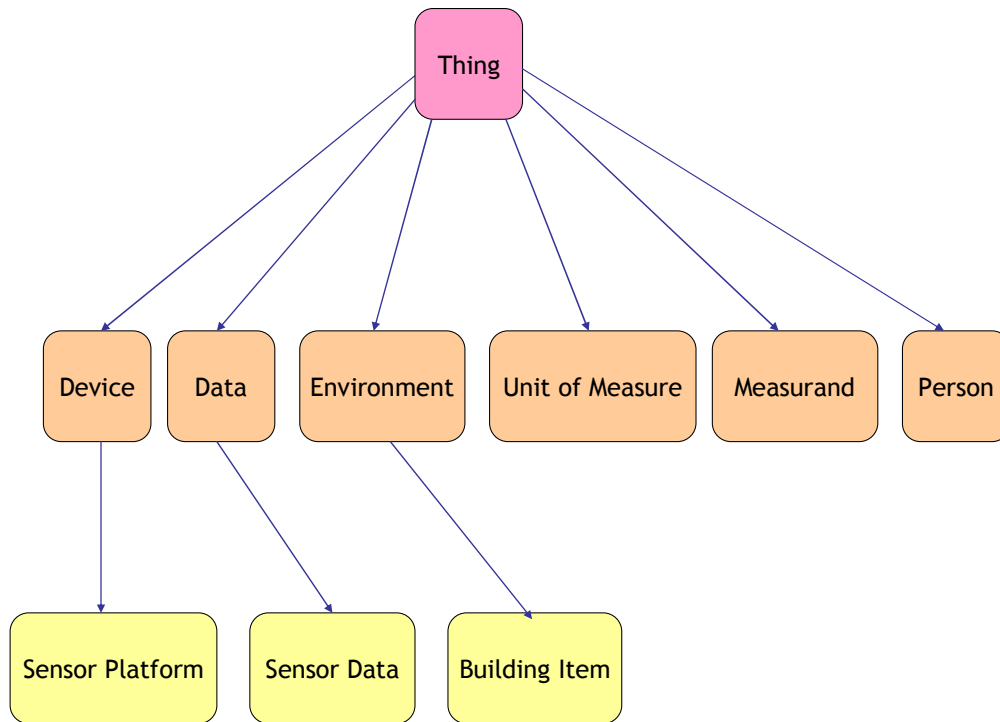 Thing
Device
Data
Environment
Unit of Measure
Measurand
Person
Sensor Platform
Sensor Data
Building Item